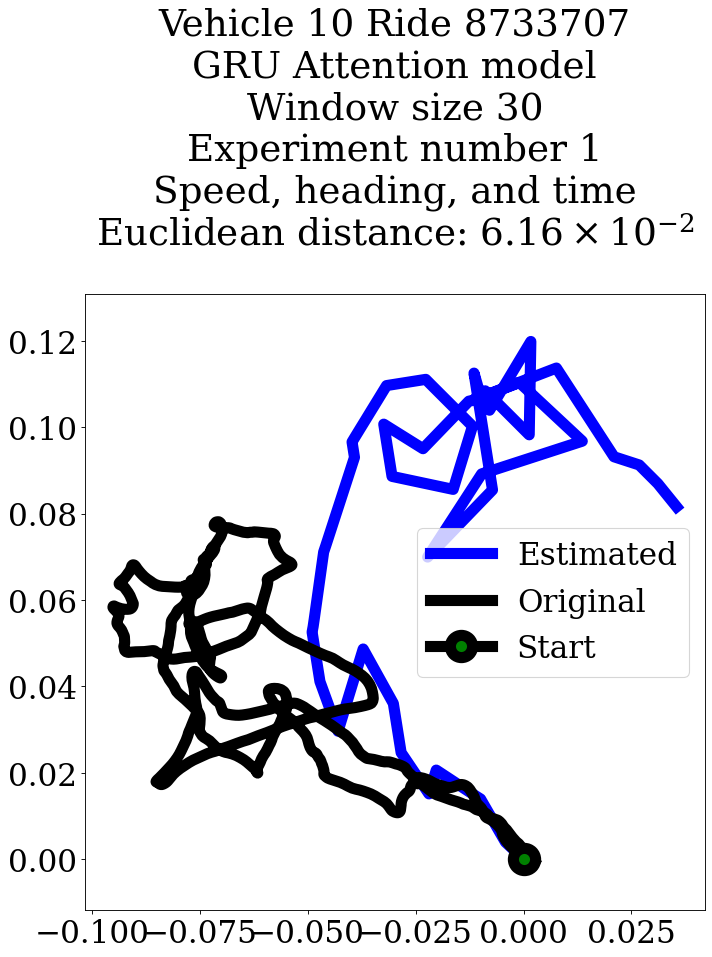 Vehicle 10 Ride 8733707
GRU Attention model
Window size 30
Experiment number 1
Speed, heading, and time
Euclidean distance: 6.16 × 10⁻²
0.12
0.10
0.08
0.06
0.04
0.02
0.00
Estimated
Original
Start
−0.100 −0.075 −0.050 −0.025 0.000 0.025